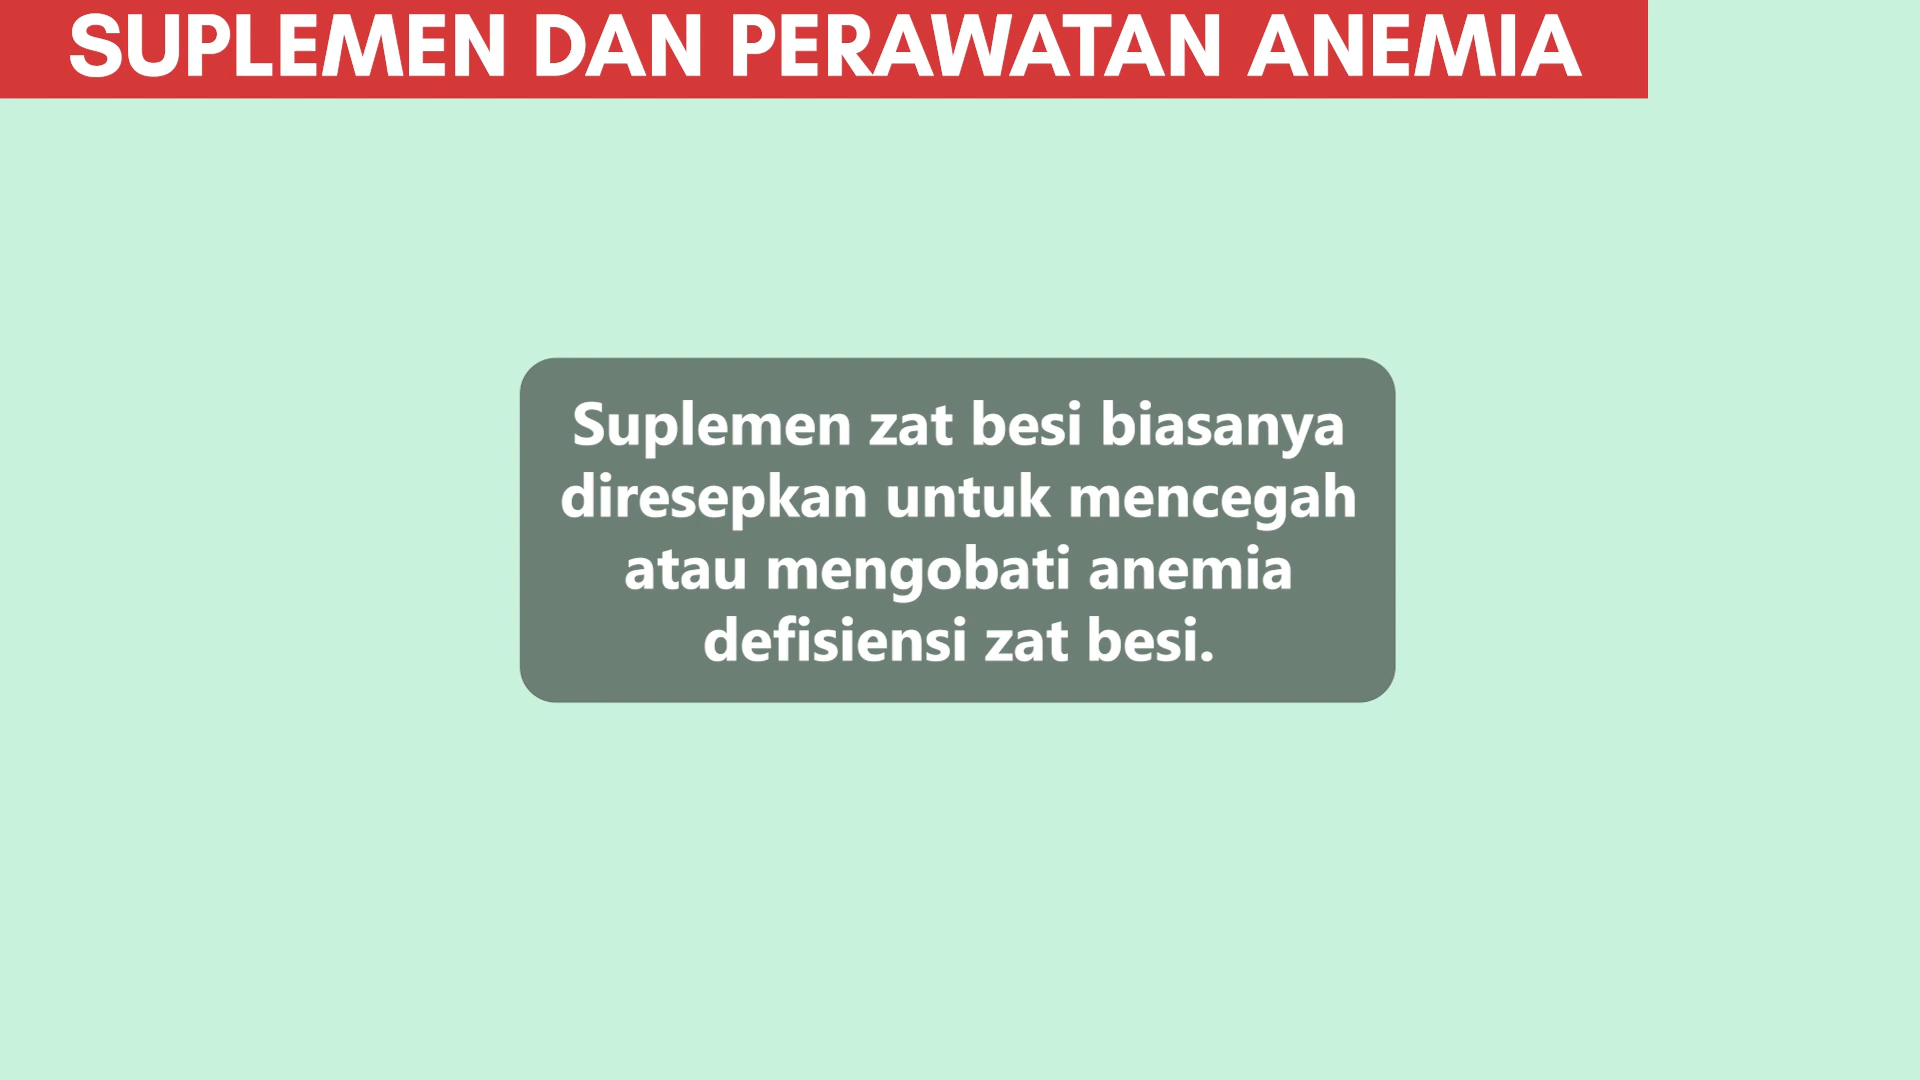 SUPLEMEN DAN PERAWATAN ANEMIA
Suplemen zat besi biasanya
diresepkan untuk mencegah
atau mengobati anemia
defisiensi zat besi.